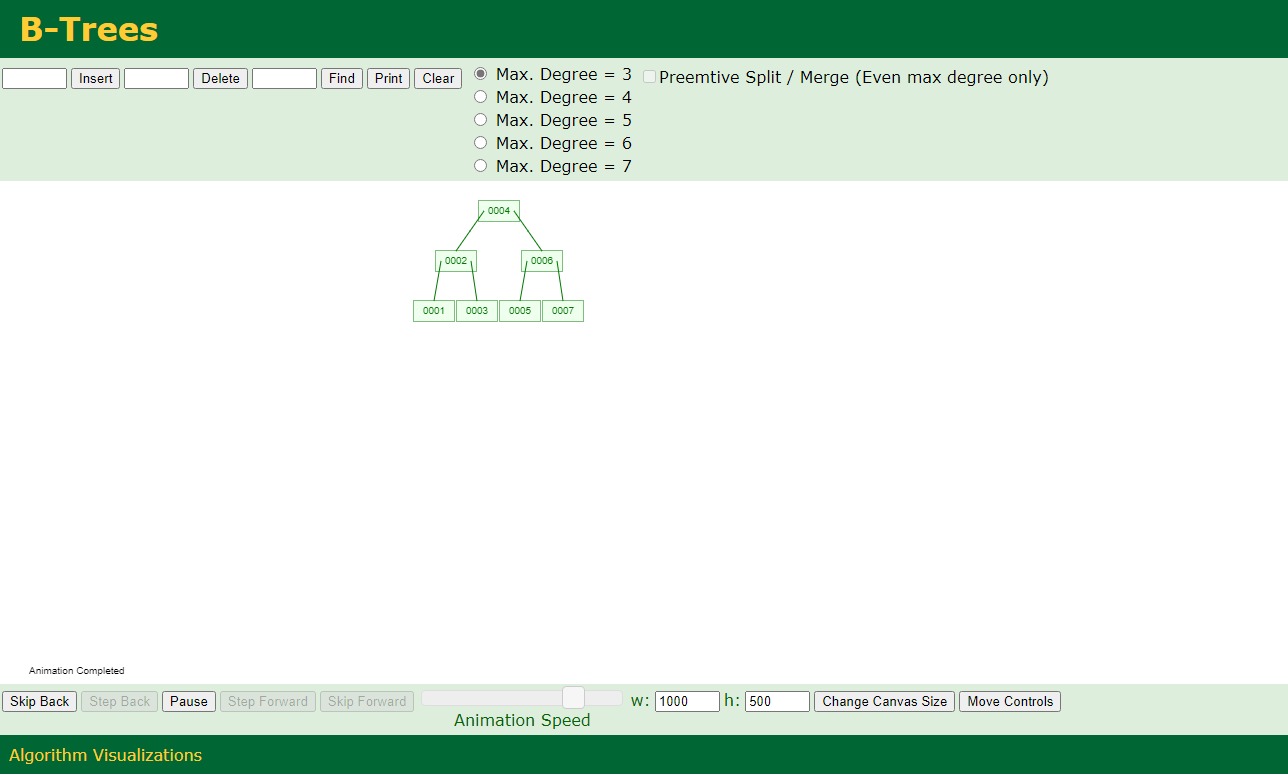 B-Trees
Insert Delete Find Print Clear Max. Degree = 3 Preemtive Split / Merge (Even max degree only)
Max. Degree = 4
Max. Degree = 5
Max. Degree = 6
Max. Degree = 7
0004
0002 0006
0001 0003 0005 0007
Animation Completed
Skip Back Step Back Pause Step Forward Skip Forward w: 1000 h: 500 Change Canvas Size Move Controls
Animation Speed
Algorithm Visualizations